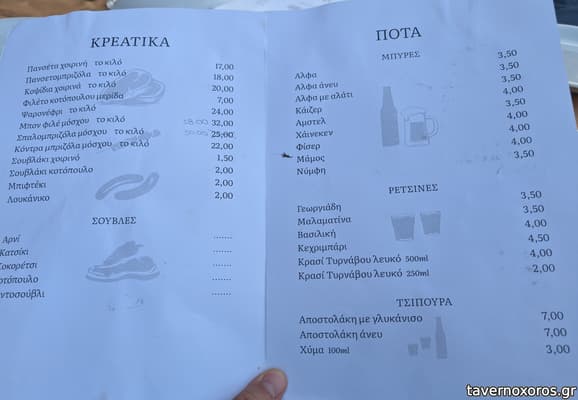 ΚΡΕΑΤΙΚΑ
Πανσέτα χοιρινή το κιλό 17,00
Πανσετομπριζόλα το κιλό 18,00
Κοψίδια χοιρινά το κιλό 20,00
Φιλέτο κοτόπουλου μερίδα 7,00
Ψαρονέφρι το κιλό 24,00
Μπον φιλέ μόσχου το κιλό 32,00
Σπαλομπριζόλα μόσχου το κιλό 25,00
Κόντρα μπριζόλα μόσχου το κιλό 22,00
Σουβλάκι χοιρινό 1,50
Σουβλάκι κοτόπουλο 2,00
Μπιφτέκι 2,00
Λουκάνικο 2,00
ΣΟΥΒΛΕΣ
Αρνί .......
Κατσίκι .......
οκορέτσι .......
οτόπουλο .......
οντοσούβλι .......
ΠΟΤΑ
ΜΠΥΡΕΣ
Αλφα 3,50
Αλφα άνευ 3,50
Αλφα με αλάτι 3,50
Κάιζερ 4,00
Αμστελ 3,50
Χάινεκεν 4,00
Φίσερ 4,00
Μάμος 4,00
Νύμφη 3,50
ΡΕΤΣΙΝΕΣ
Γεωργιάδη 3,50
Μαλαματίνα 3,50
Βασιλική 4,00
Κεχριμπάρι 4,50
Κρασί Τυρνάβου λευκό 500ml 4,00
Κρασί Τυρνάβου λευκό 250ml 2,00
ΤΣΙΠΟΥΡΑ
Αποστολάκη με γλυκάνισο 7,00
Αποστολάκη άνευ 7,00
Χύμα 100ml 3,00
tavernoxoros.gr